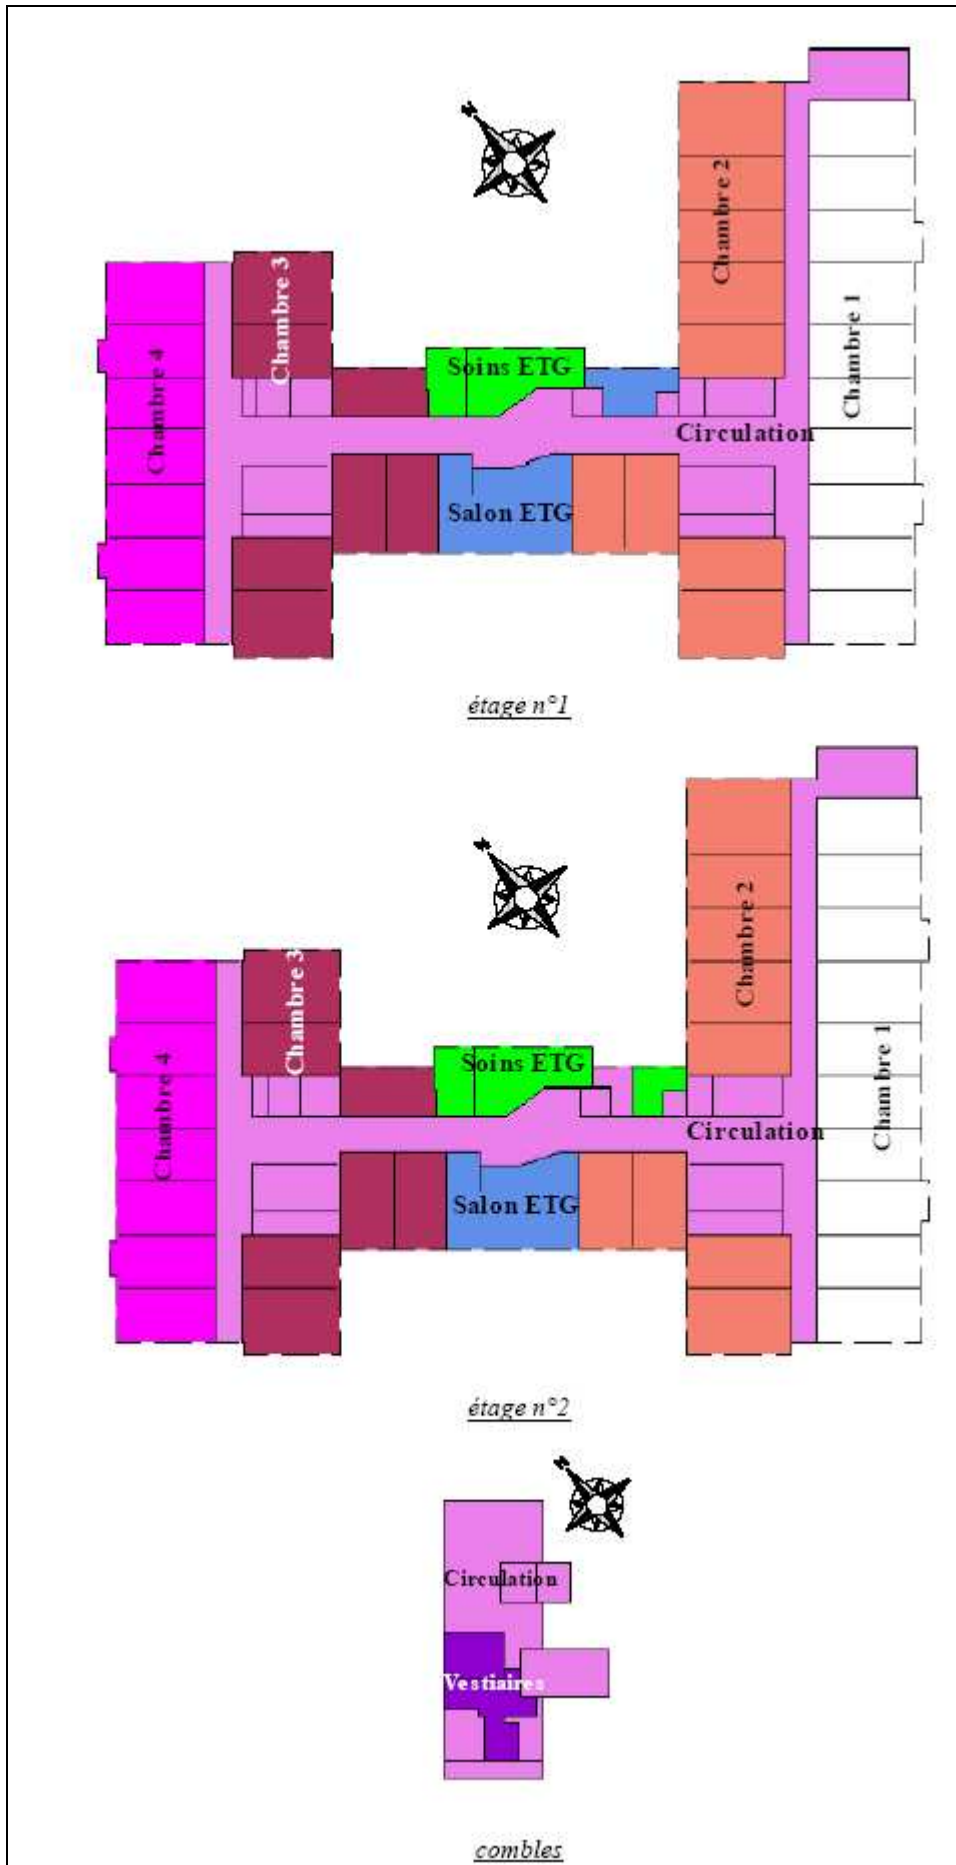 N
Chambre 2
Chambre 3
Chambre 1
Chambre 4
Soins ETG
Circulation
Salon ETG
étage n°1
N
Chambre 2
Chambre 3
Chambre 1
Chambre 4
Soins ETG
Circulation
Salon ETG
étage n°2
N
Circulation
Vestiaires
combles